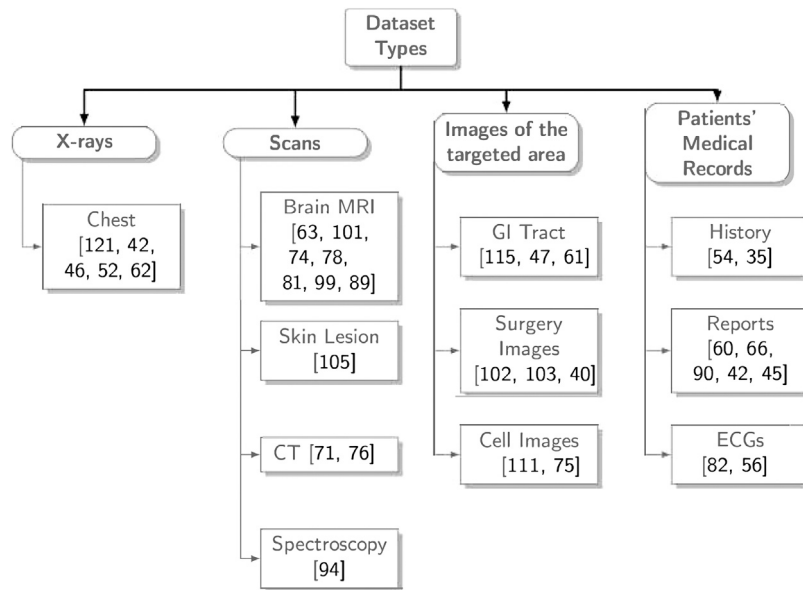 Dataset
Types
X-rays
Chest
[121, 42,
46, 52, 62]
Scans
Brain MRI
[63, 101,
74, 78,
81, 99, 89]
Skin Lesion
[105]
CT [71, 76]
Spectroscopy
[94]
Images of the
targeted area
GI Tract
[115, 47, 61]
Surgery
Images
[102, 103, 40]
Cell Images
[111, 75]
Patients'
Medical
Records
History
[54, 35]
Reports
[60, 66,
90, 42, 45]
ECGs
[82, 56]